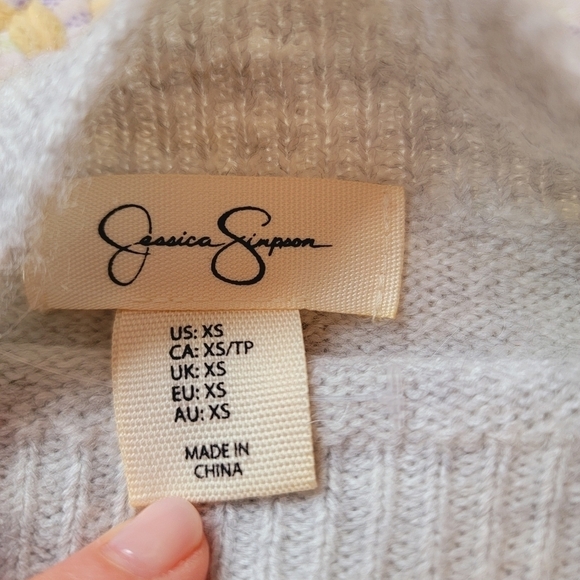 Jessica Simpson
US: XS
CA: XS/TP
UK: XS
EU: XS
AU: XS
MADE IN
CHINA